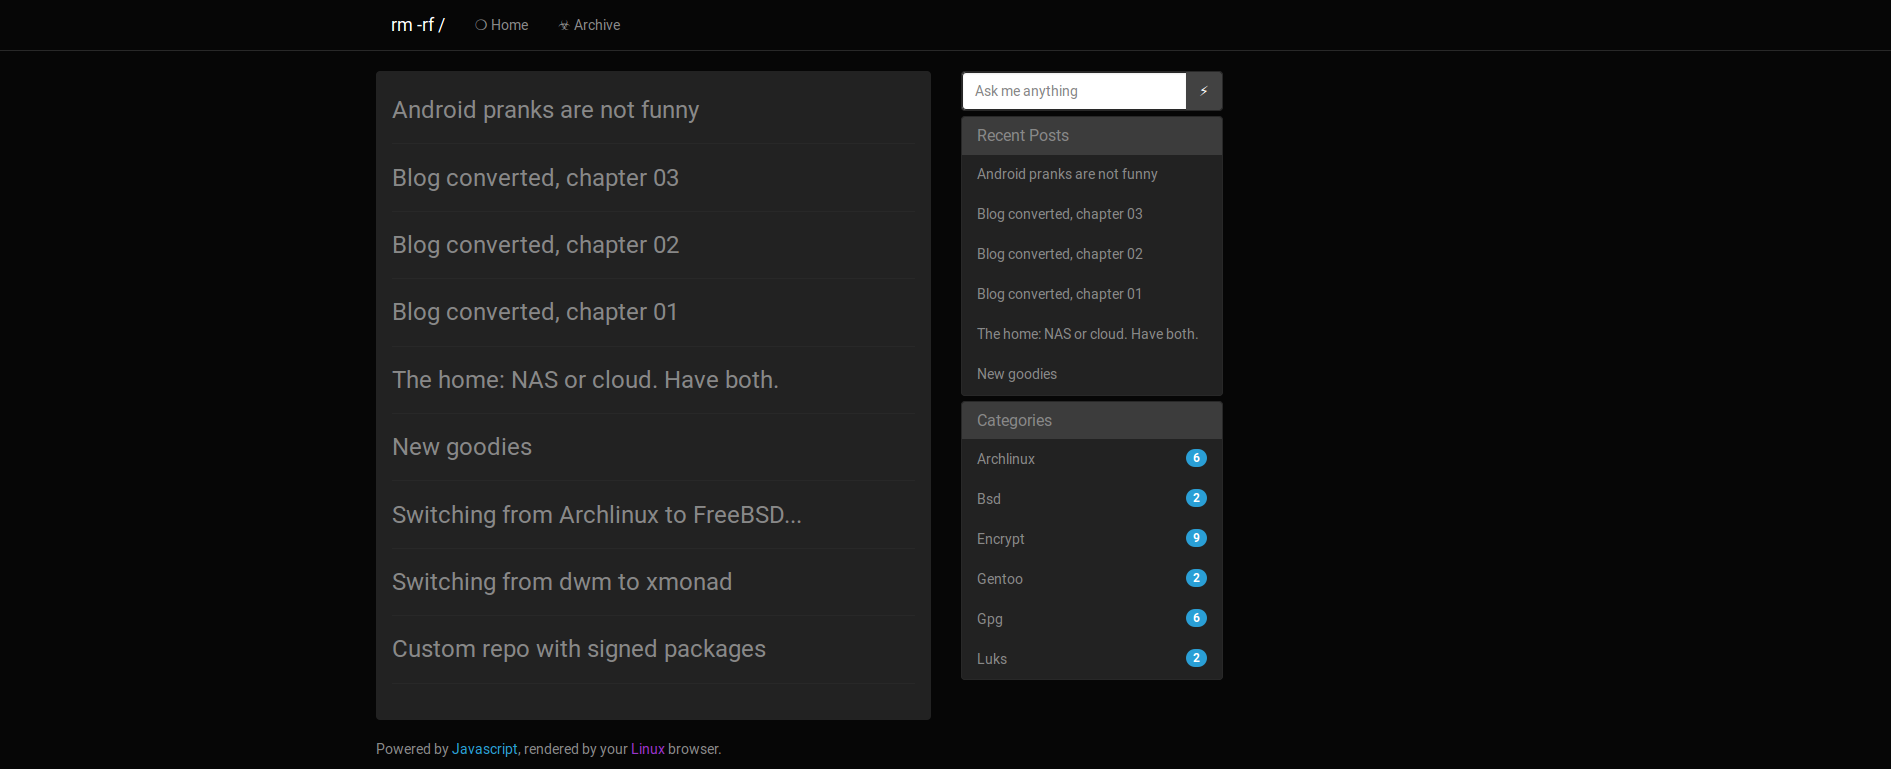 rm -rf / ❍ Home ☣ Archive
Android pranks are not funny
Blog converted, chapter 03
Blog converted, chapter 02
Blog converted, chapter 01
The home: NAS or cloud. Have both.
New goodies
Switching from Archlinux to FreeBSD...
Switching from dwm to xmonad
Custom repo with signed packages
Ask me anything ⚡
Recent Posts
Android pranks are not funny
Blog converted, chapter 03
Blog converted, chapter 02
Blog converted, chapter 01
The home: NAS or cloud. Have both.
New goodies
Categories
Archlinux 6
Bsd 2
Encrypt 9
Gentoo 2
Gpg 6
Luks 2
Powered by Javascript, rendered by your Linux browser.